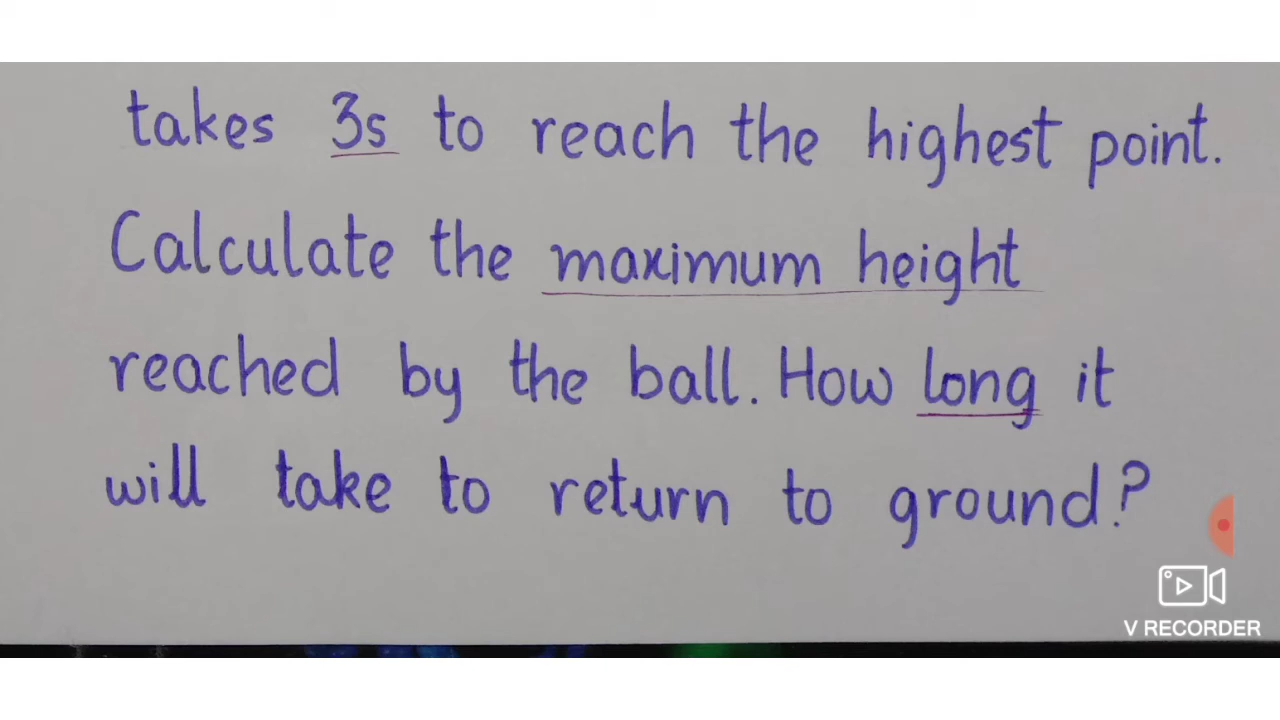 takes 3s to reach the highest point.
Calculate the maximum height
reached by the ball. How long it
will take to return to ground?
V RECORDER